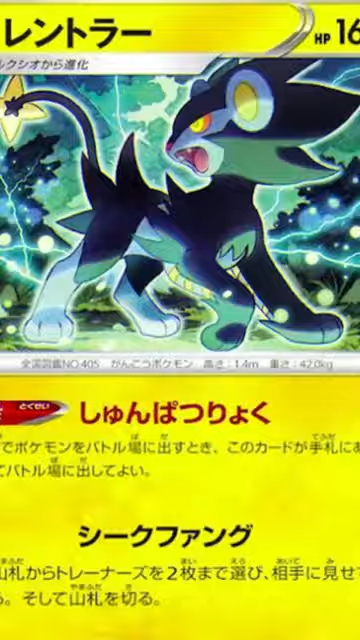 レントラー HP 16
ルクシオから進化
全国図鑑NO.405 がんこうポケモン 高さ：1.4m 重さ：42.0kg
とくせい しゅんぱつりょく
でポケモンをバトル場に出すとき、このカードが手札にあ
てバトル場に出してよい。
シークファング
山札からトレーナーズを2枚まで選び、相手に見せ
る。そして山札を切る。